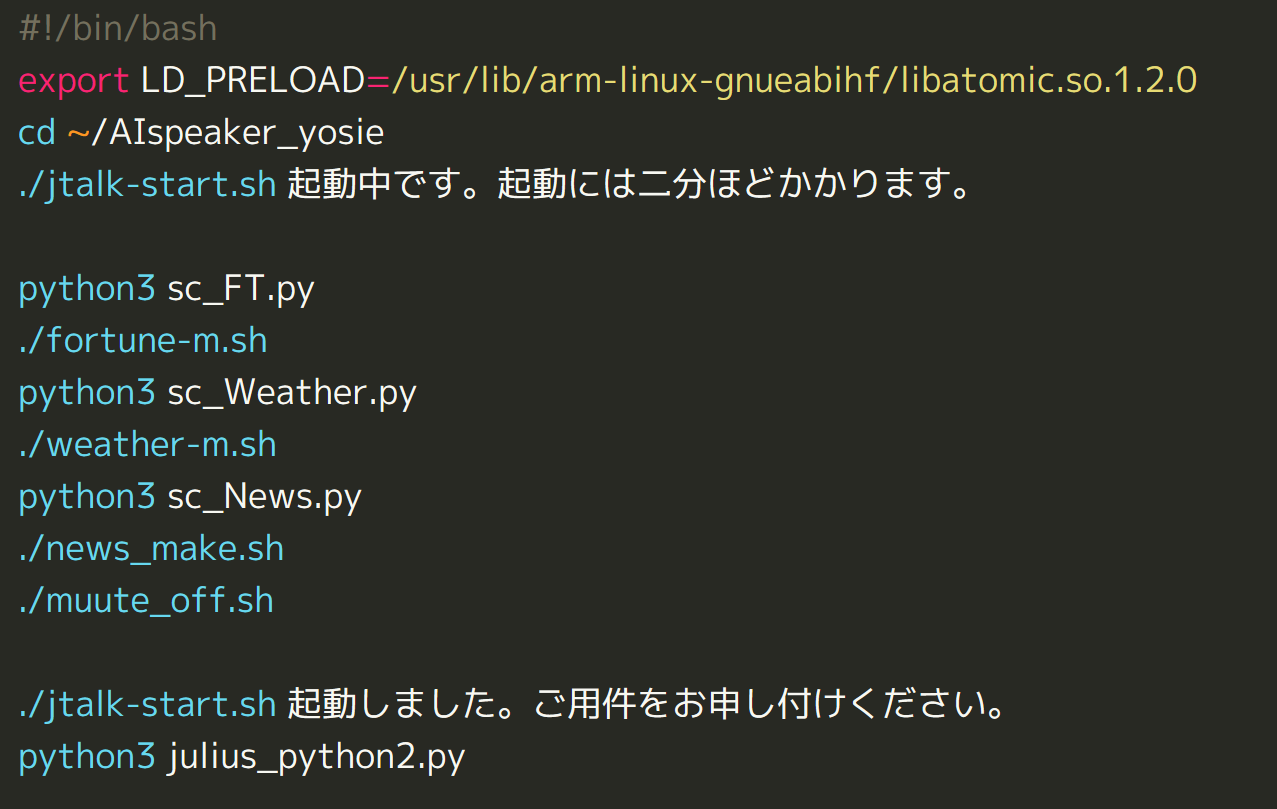 #!/bin/bash
export LD_PRELOAD=/usr/lib/arm-linux-gnueabihf/libatomic.so.1.2.0
cd ~/AIspeaker_yosie
./jtalk-start.sh 起動中です。起動には二分ほどかかります。
python3 sc_FT.py
./fortune-m.sh
python3 sc_Weather.py
./weather-m.sh
python3 sc_News.py
./news_make.sh
./muute_off.sh
./jtalk-start.sh 起動しました。ご用件をお申し付けください。
python3 julius_python2.py